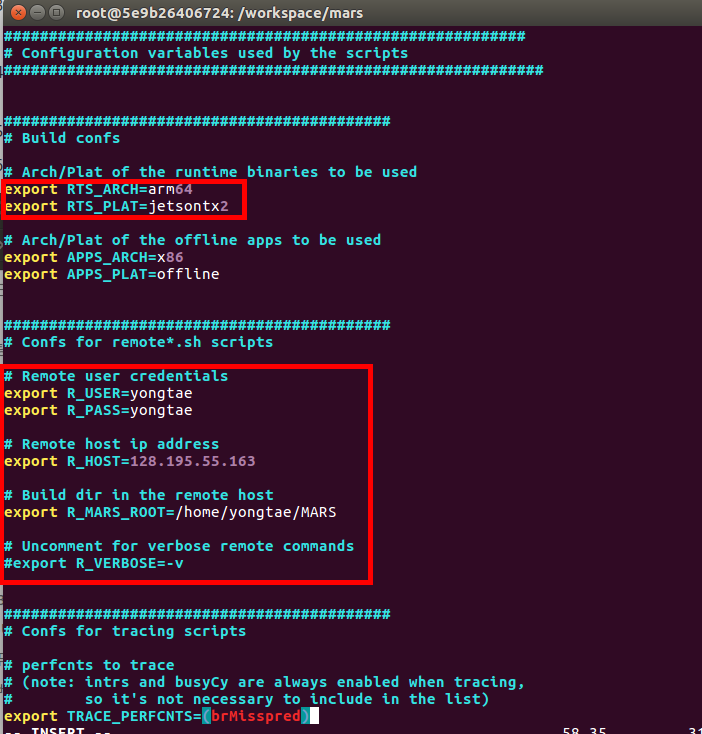 root@5e9b26406724: /workspace/mars
##########################################################
# Configuration variables used by the scripts
############################################################
###########################################
# Build confs
# Arch/Plat of the runtime binaries to be used
export RTS_ARCH=arm64
export RTS_PLAT=jetsontx2
# Arch/Plat of the offline apps to be used
export APPS_ARCH=x86
export APPS_PLAT=offline
###########################################
# Confs for remote*.sh scripts
# Remote user credentials
export R_USER=yongtae
export R_PASS=yongtae
# Remote host ip address
export R_HOST=128.195.55.163
# Build dir in the remote host
export R_MARS_ROOT=/home/yongtae/MARS
# Uncomment for verbose remote commands
#export R_VERBOSE=-v
###########################################
# Confs for tracing scripts
# perfcnts to trace
# (note: intrs and busyCy are always enabled when tracing,
#        so it's not necessary to include in the list)
export TRACE_PERFCNTS=(brMisspred)
-- INSERT -- 58,35